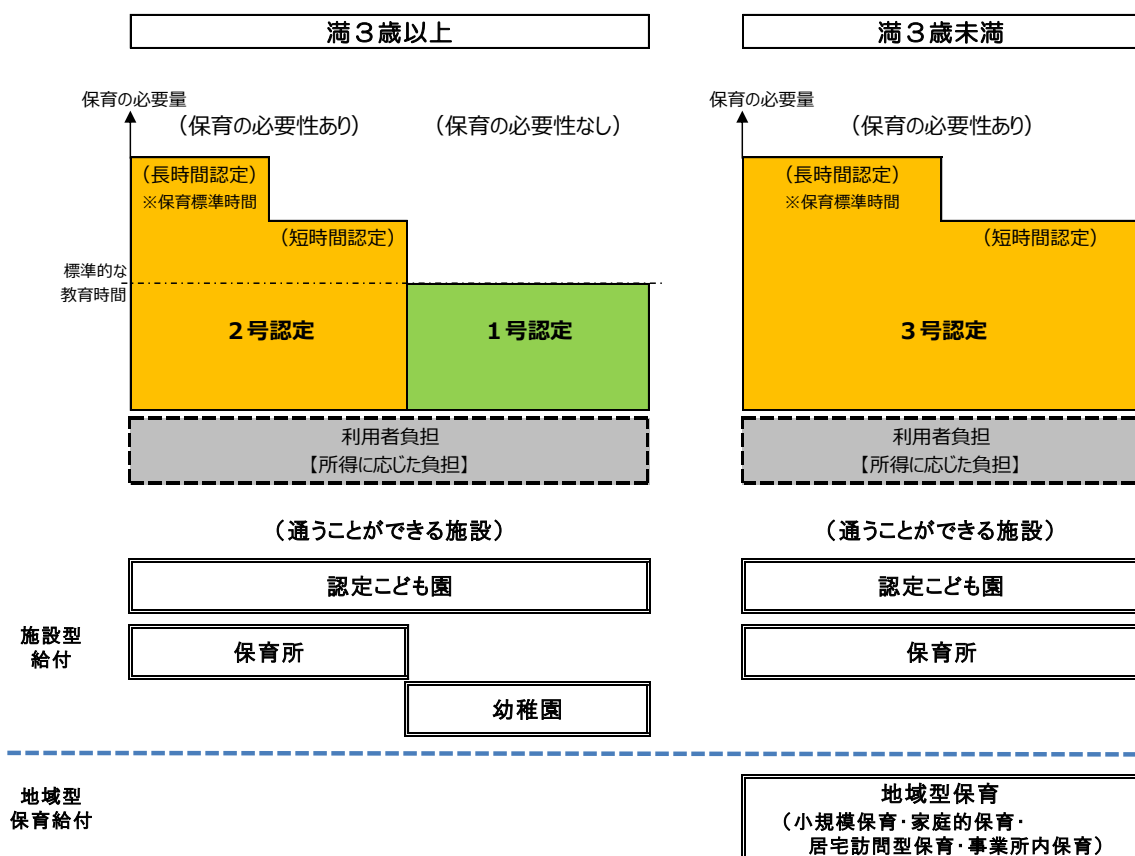 満３歳以上
満３歳未満
保育の必要量
（保育の必要性あり）
（保育の必要性なし）
保育の必要量
（保育の必要性あり）
（長時間認定）
※保育標準時間
（短時間認定）
（長時間認定）
※保育標準時間
（短時間認定）
標準的な
教育時間
２号認定
１号認定
３号認定
利用者負担
【所得に応じた負担】
利用者負担
【所得に応じた負担】
（通うことができる施設）
（通うことができる施設）
認定こども園
認定こども園
施設型
給付
保育所
保育所
幼稚園
地域型
保育給付
地域型保育
（小規模保育・家庭的保育・
居宅訪問型保育・事業所内保育）